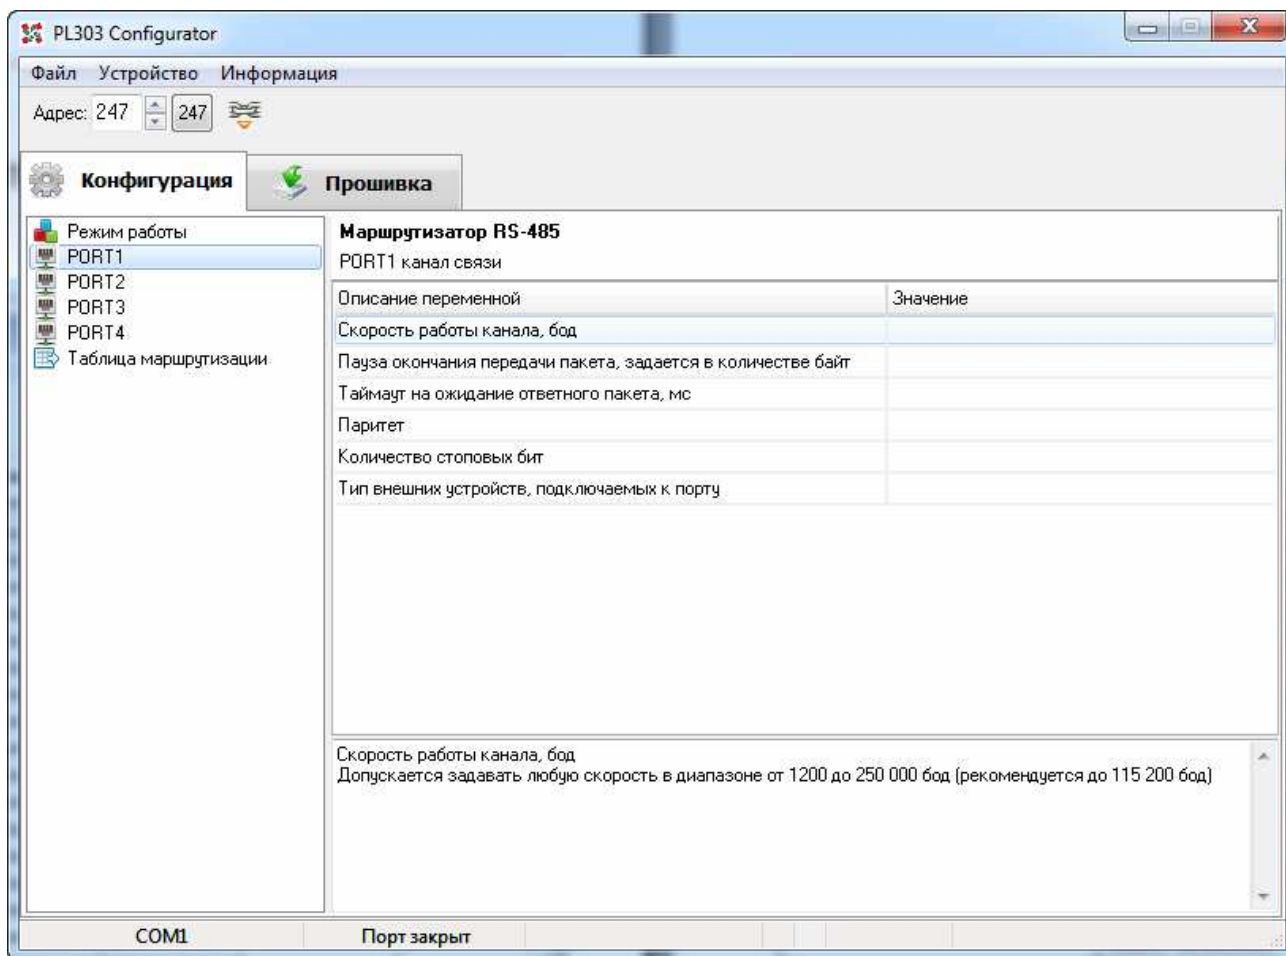 PL303 Configurator
Файл Устройство Информация
Адрес: 247 247
Конфигурация Прошивка
Режим работы
PORT1
PORT2
PORT3
PORT4
Таблица маршрутизации
Маршрутизатор RS-485
PORT1 канал связи
Описание переменной Значение
Скорость работы канала, бод
Пауза окончания передачи пакета, задается в количестве байт
Таймаут на ожидание ответного пакета, мс
Паритет
Количество стоповых бит
Тип внешних устройств, подключаемых к порту
Скорость работы канала, бод
Допускается задавать любую скорость в диапазоне от 1200 до 250 000 бод (рекомендуется до 115 200 бод)
COM1 Порт закрыт